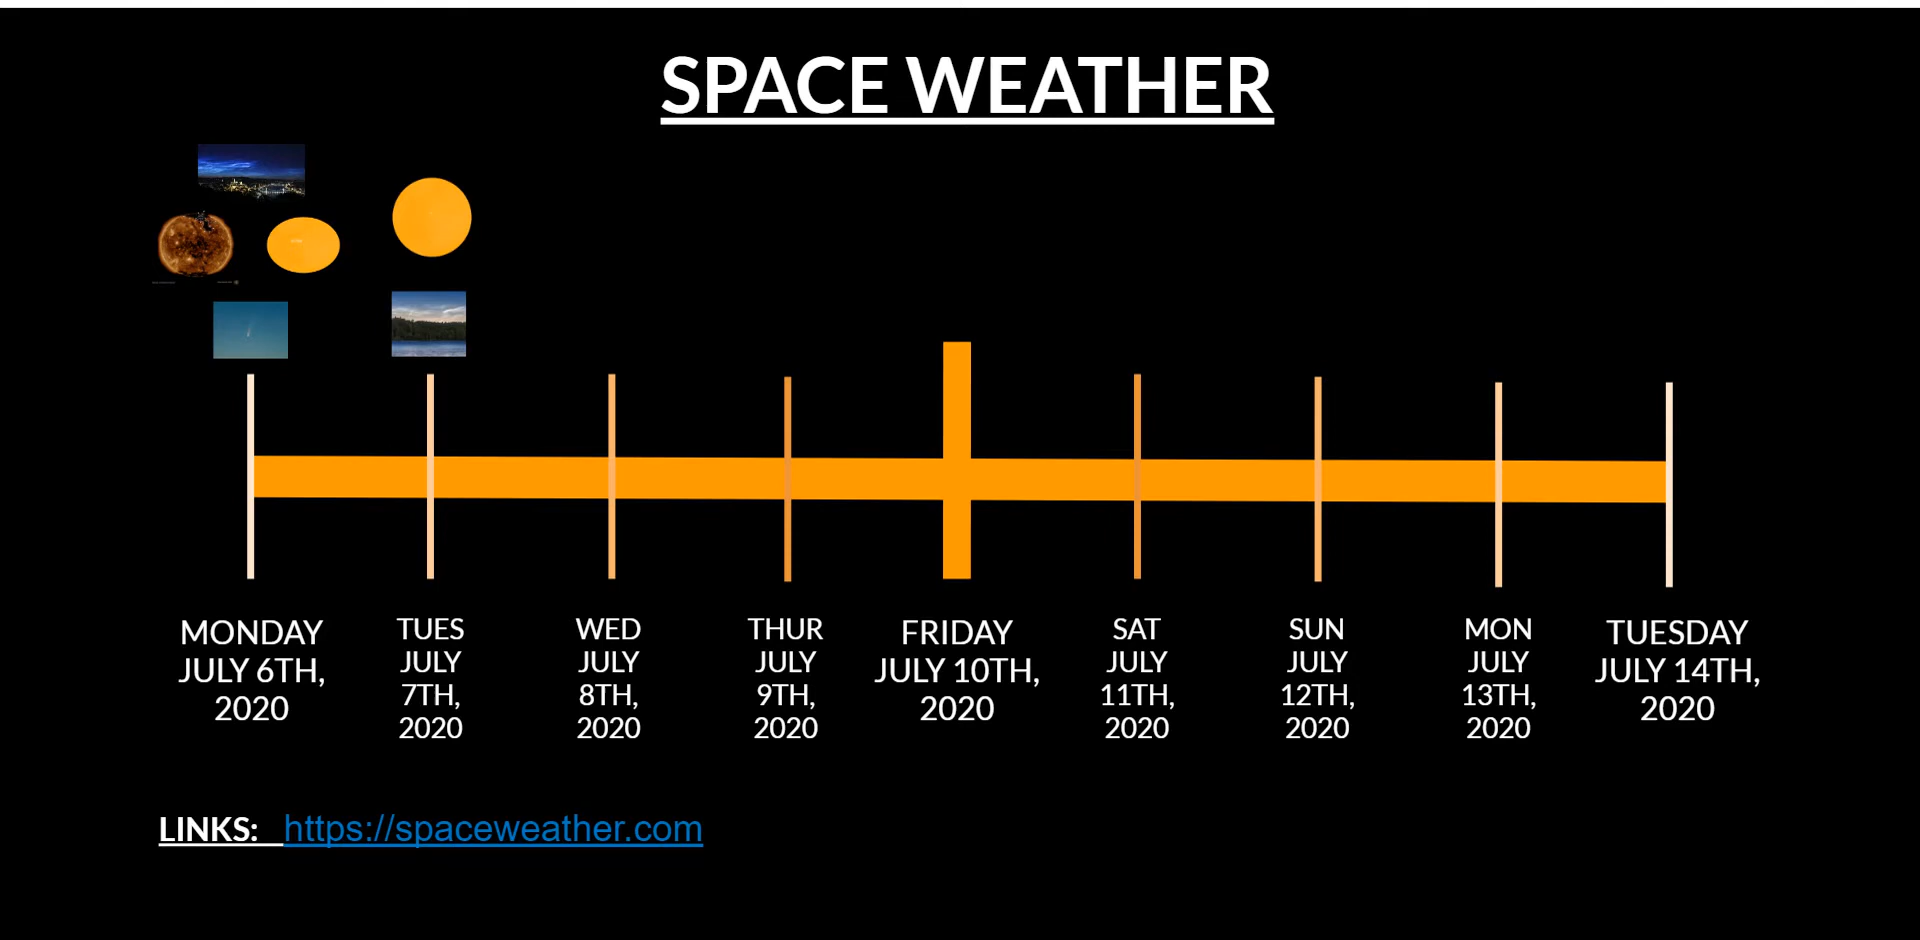 SPACE WEATHER
MONDAY
JULY 6TH,
2020
TUES
JULY
7TH,
2020
WED
JULY
8TH,
2020
THUR
JULY
9TH,
2020
FRIDAY
JULY 10TH,
2020
SAT
JULY
11TH,
2020
SUN
JULY
12TH,
2020
MON
JULY
13TH,
2020
TUESDAY
JULY 14TH,
2020
LINKS: https://spaceweather.com